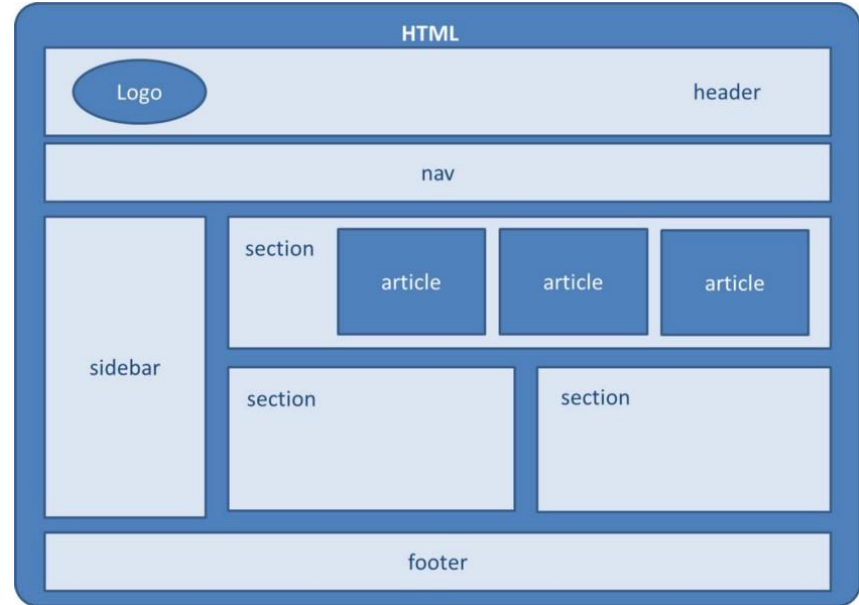 HTML
Logo
header
nav
sidebar
section
article
article
article
section
section
footer